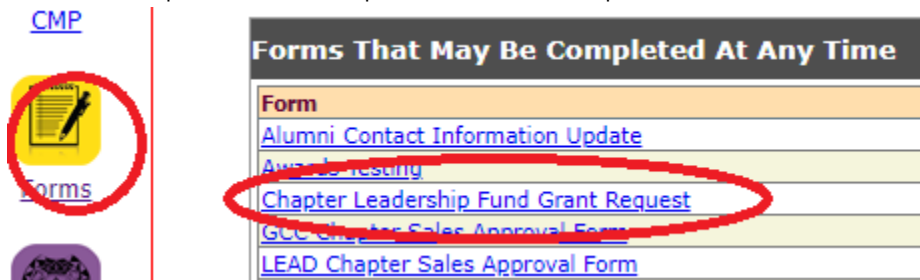 CMP
Forms
Forms That May Be Completed At Any Time
Form
Alumni Contact Information Update
Awards Testing
Chapter Leadership Fund Grant Request
GCC Chapter Sales Approval Form
LEAD Chapter Sales Approval Form